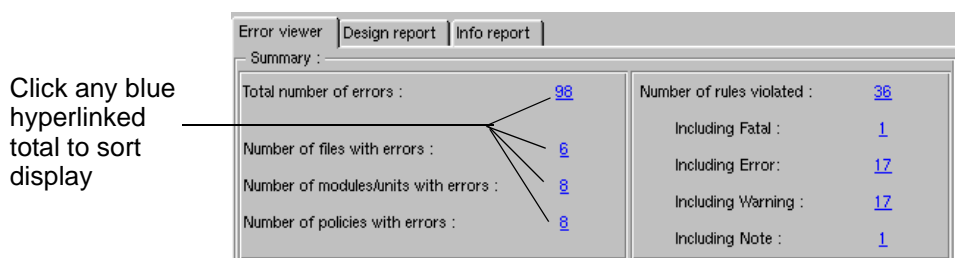 Error viewer Design report Info report
Summary :
Click any blue
hyperlinked
total to sort
display
Total number of errors : 98
Number of files with errors : 6
Number of modules/units with errors : 8
Number of policies with errors : 8
Number of rules violated : 36
Including Fatal : 1
Including Error: 17
Including Warning : 17
Including Note : 1